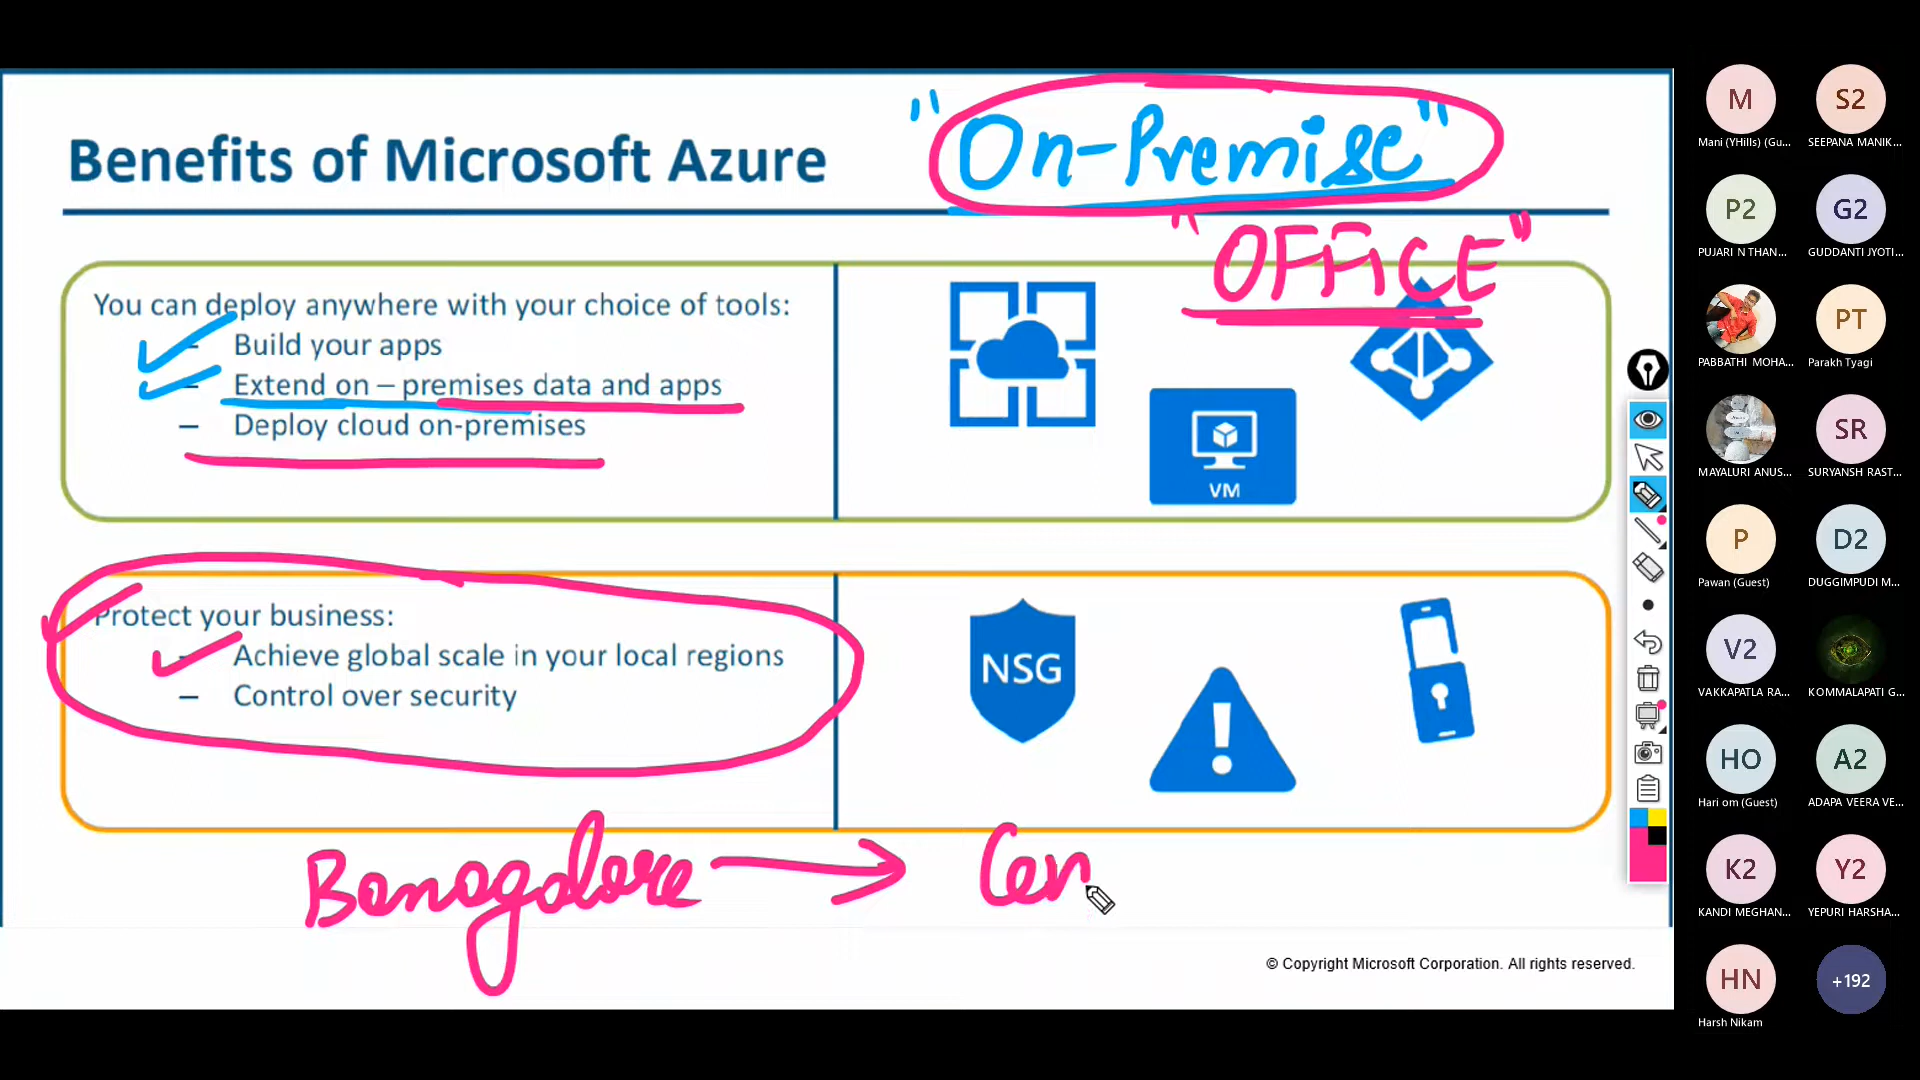 "On-Premise"
Benefits of Microsoft Azure
"OFFICE"
You can deploy anywhere with your choice of tools:
– Build your apps
– Extend on – premises data and apps
– Deploy cloud on-premises
VM
Protect your business:
– Achieve global scale in your local regions
– Control over security
NSG
!
Banagalore → Cen
© Copyright Microsoft Corporation. All rights reserved.
M S2
Mani (YHills) (Gu... SEEPANA MANIK...
P2 G2
PUJARI N THAN... GUDDANTI JYOTI...
PT
PABBATHI MOHA... Parakh Tyagi
SR
MAYALURI ANUS... SURYANSH RAST...
P D2
Pawan (Guest) DUGGIMPUDI M...
V2
VAKKAPATLA RA... KOMMALAPATI G...
HO A2
Hari om (Guest) ADAPA VEERA VE...
K2 Y2
KANDI MEGHAN... YEPURI HARSHA...
HN +192
Harsh Nikam